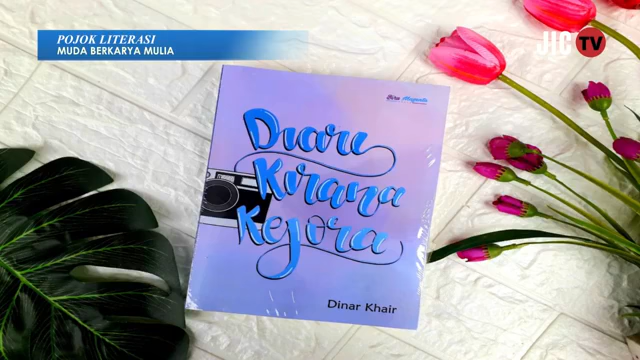 POJOK LITERASI
MUDA BERKARYA MULIA
JIC TV
Diary
Kirana
Kejora
Dinar Khair